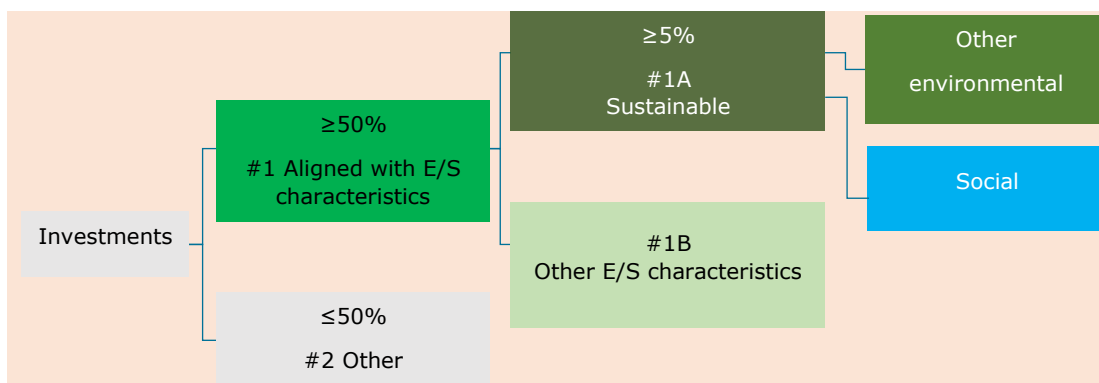 Investments
≥50%
#1 Aligned with E/S
characteristics
≤50%
#2 Other
≥5%
#1A
Sustainable
#1B
Other E/S characteristics
Other
environmental
Social